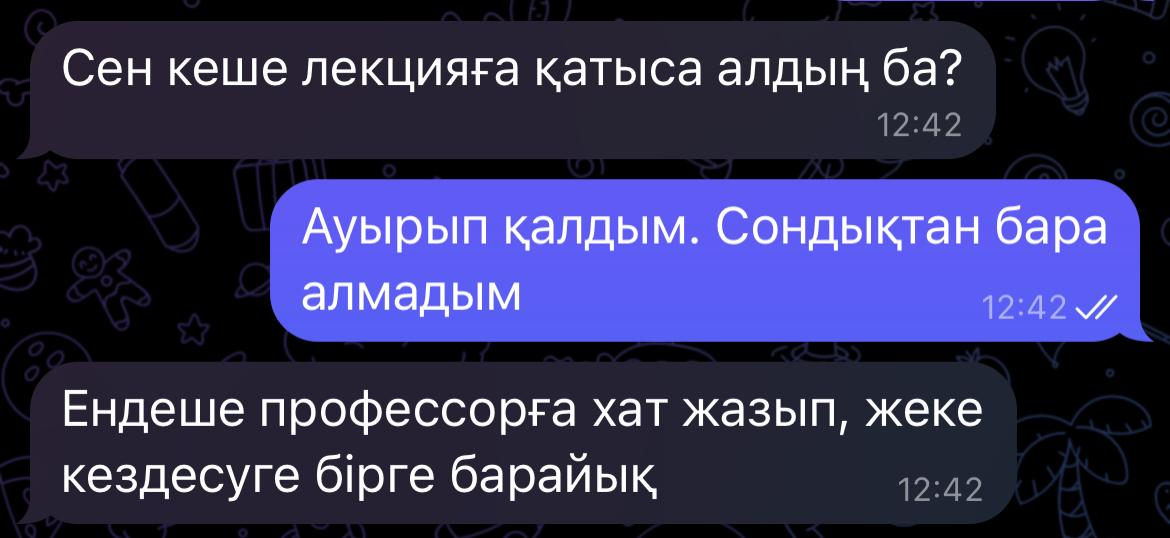 Сен кеше лекцияға қатыса алдың ба?
12:42
Ауырып қалдым. Сондықтан бара
алмадым
12:42
Ендеше профессорға хат жазып, жеке
кездесуге бірге барайық
12:42